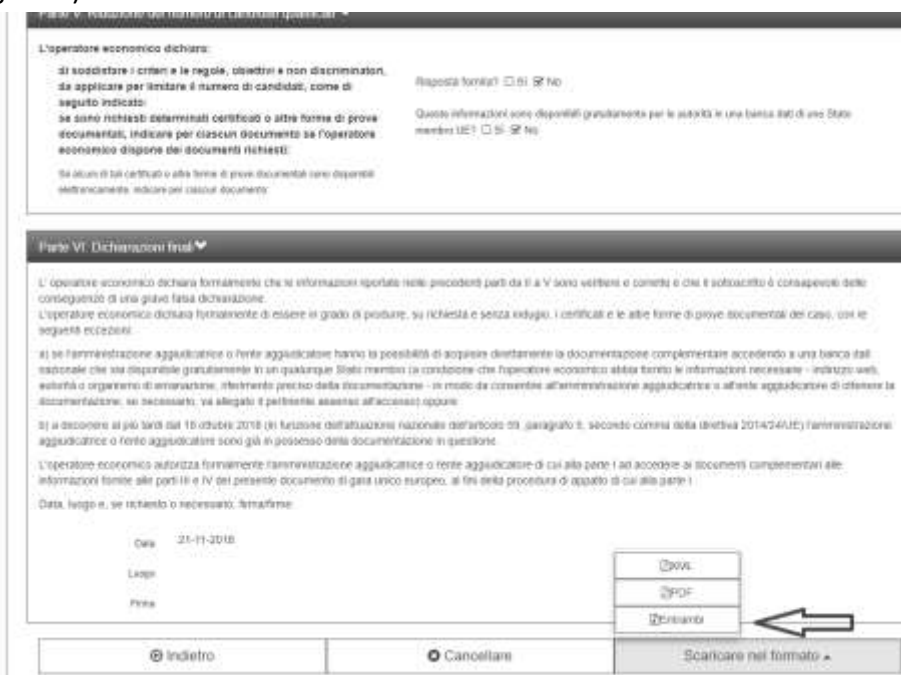 Parte V: Riduzione del numero di candidati qualificati
L'operatore economico dichiara:
di soddisfare i criteri e le regole, obiettivi e non discriminatori,
da applicare per limitare il numero di candidati, come di
seguito indicato:
se sono richiesti determinati certificati o altre forme di prove
documentali, indicare per ciascun documento se l'operatore
economico dispone dei documenti richiesti:
Se alcuni di tali certificati o altre forme di prove documentali sono disponibili
elettronicamente, indicare per ciascun documento:
Risposta fornita? ☐ Sì ☑ No
Queste informazioni sono disponibili gratuitamente per le autorità in una banca dati di uno Stato
membro UE? ☐ Sì ☑ No
Parte VI: Dichiarazioni finali
L' operatore economico dichiara formalmente che le informazioni riportate nelle precedenti parti da II a V sono veritiere e corrette e che il sottoscritto è consapevole delle
conseguenze di una grave falsa dichiarazione.
L'operatore economico dichiara formalmente di essere in grado di produrre, su richiesta e senza indugio, i certificati e le altre forme di prove documentali del caso, con le
seguenti eccezioni:
a) se l'amministrazione aggiudicatrice o l'ente aggiudicatore hanno la possibilità di acquisire direttamente la documentazione complementare accedendo a una banca dati
nazionale che sia disponibile gratuitamente in un qualunque Stato membro (a condizione che l'operatore economico abbia fornito le informazioni necessarie - indirizzo web,
autorità o organismo di emanazione, riferimento preciso della documentazione - in modo da consentire all'amministrazione aggiudicatrice o all'ente aggiudicatore di ottenere la
documentazione; se necessario, va allegato il pertinente assenso all'accesso) oppure
b) a decorrere al più tardi dal 18 ottobre 2018 (in funzione dell'attuazione nazionale dell'articolo 59, paragrafo 5, secondo comma della direttiva 2014/24/UE) l'amministrazione
aggiudicatrice o l'ente aggiudicatore sono già in possesso della documentazione in questione.
L'operatore economico autorizza formalmente l'amministrazione aggiudicatrice o l'ente aggiudicatore di cui alla parte I ad accedere ai documenti complementari alle
informazioni fornite alle parti III e IV del presente documento di gara unico europeo, ai fini della procedura di appalto di cui alla parte I.
Data, luogo e, se richiesto o necessario, firma/firme:
Data 21-11-2018
Luogo
Firma
XML
PDF
Entrambi
Indietro
Cancellare
Scaricare nel formato